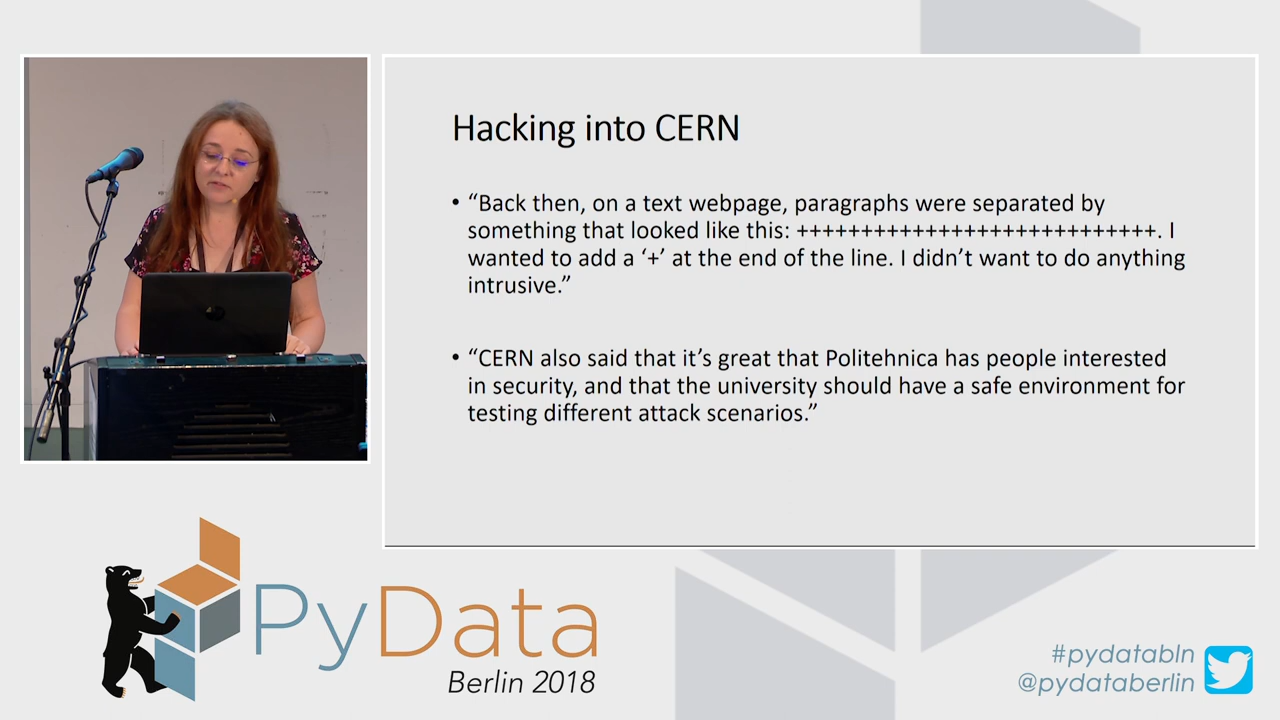 Hacking into CERN
• “Back then, on a text webpage, paragraphs were separated by
something that looked like this: ++++++++++++++++++++++++++++. I
wanted to add a ‘+’ at the end of the line. I didn’t want to do anything
intrusive.”
• “CERN also said that it’s great that Politehnica has people interested
in security, and that the university should have a safe environment for
testing different attack scenarios.”
PyData
Berlin 2018
#pydatabln
@pydataberlin